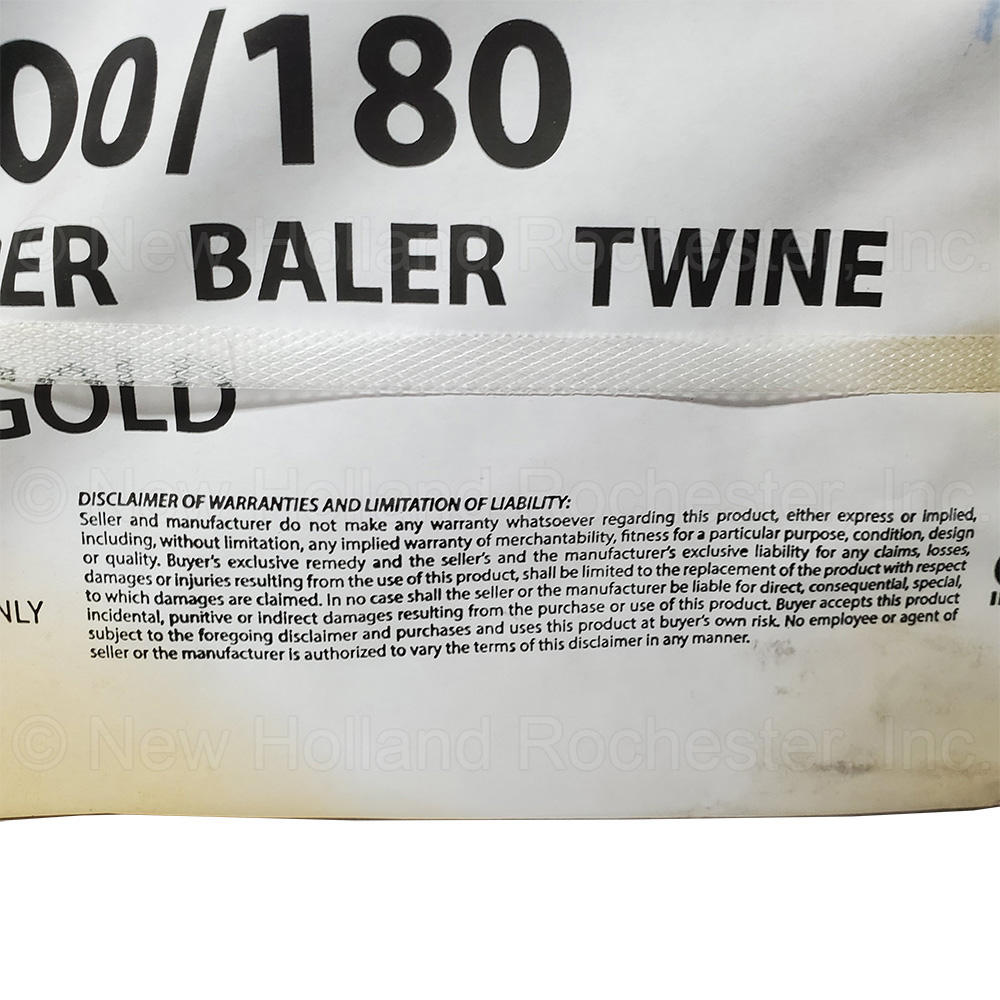 00/180
ER BALER TWINE
GOLD
DISCLAIMER OF WARRANTIES AND LIMITATION OF LIABILITY:
Seller and manufacturer do not make any warranty whatsoever regarding this product, either express or implied,
including, without limitation, any implied warranty of merchantability, fitness for a particular purpose, condition, design
or quality. Buyer's exclusive remedy and the seller's and the manufacturer's exclusive liability for any claims, losses,
damages or injuries resulting from the use of this product, shall be limited to the replacement of the product with respect
to which damages are claimed. In no case shall the seller or the manufacturer be liable for direct, consequential, special,
incidental, punitive or indirect damages resulting from the purchase or use of this product. Buyer accepts this product
subject to the foregoing disclaimer and purchases and uses this product at buyer's own risk. No employee or agent of
seller or the manufacturer is authorized to vary the terms of this disclaimer in any manner.
NLY
© New Holland Rochester, Inc.
© New Holland Rochester, Inc.
© New Holland Rochester, Inc.